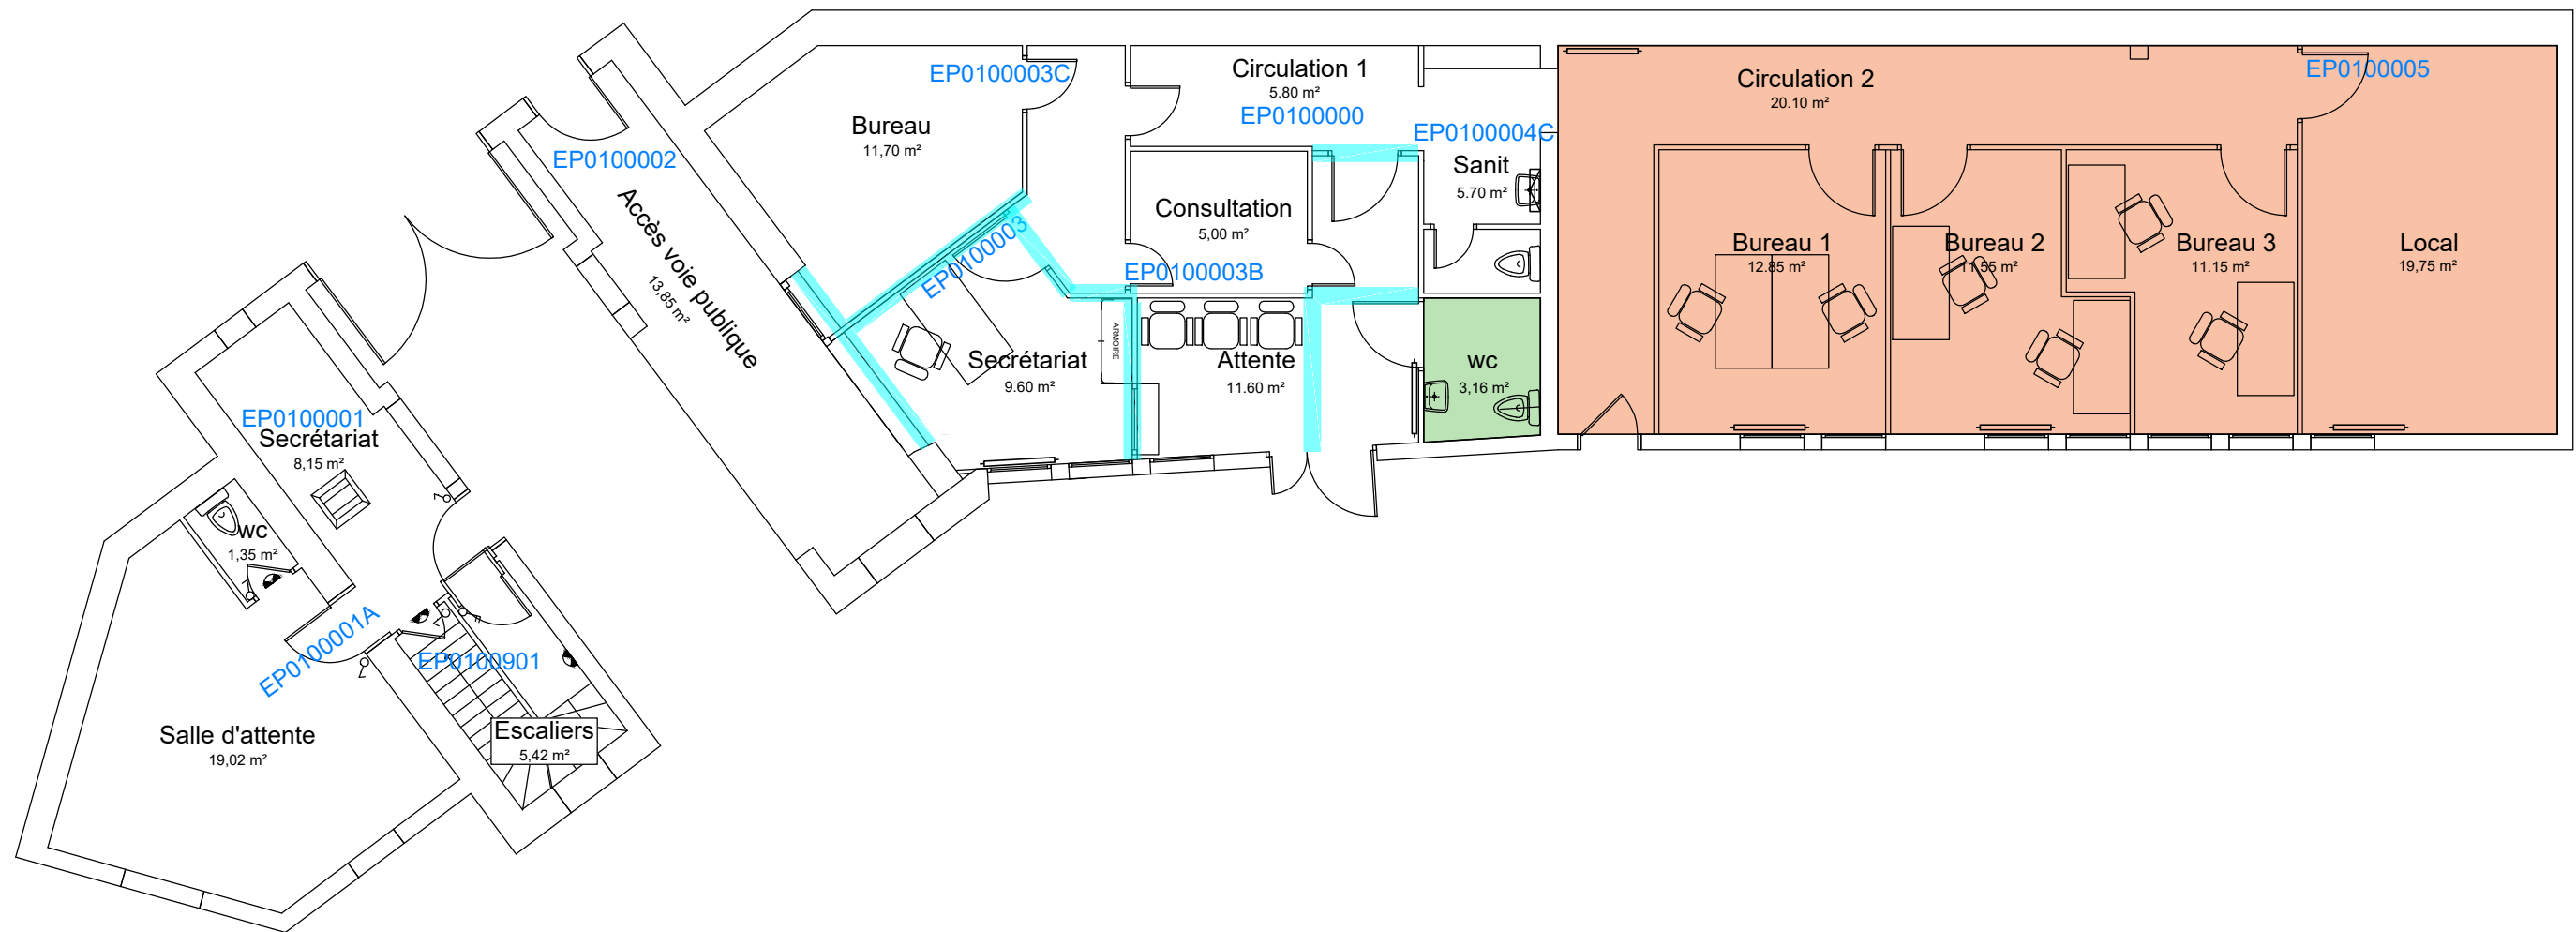 EP0100003C
Circulation 1
5.80 m²
EP0100000
Circulation 2
20.10 m²
EP0100005
Bureau
11,70 m²
EP0100004C
Sanit
5.70 m²
EP0100002
Accès voie publique
13,85 m²
Consultation
5,00 m²
EP0100003
EP0100003B
Bureau 1
12.85 m²
Bureau 2
11.55 m²
Bureau 3
11.15 m²
Local
19,75 m²
ARMOIRE
Secrétariat
9.60 m²
Attente
11.60 m²
wc
3,16 m²
EP0100001
Secrétariat
8,15 m²
wc
1,35 m²
EP0100001A
EP0100901
Salle d'attente
19,02 m²
Escaliers
5,42 m²